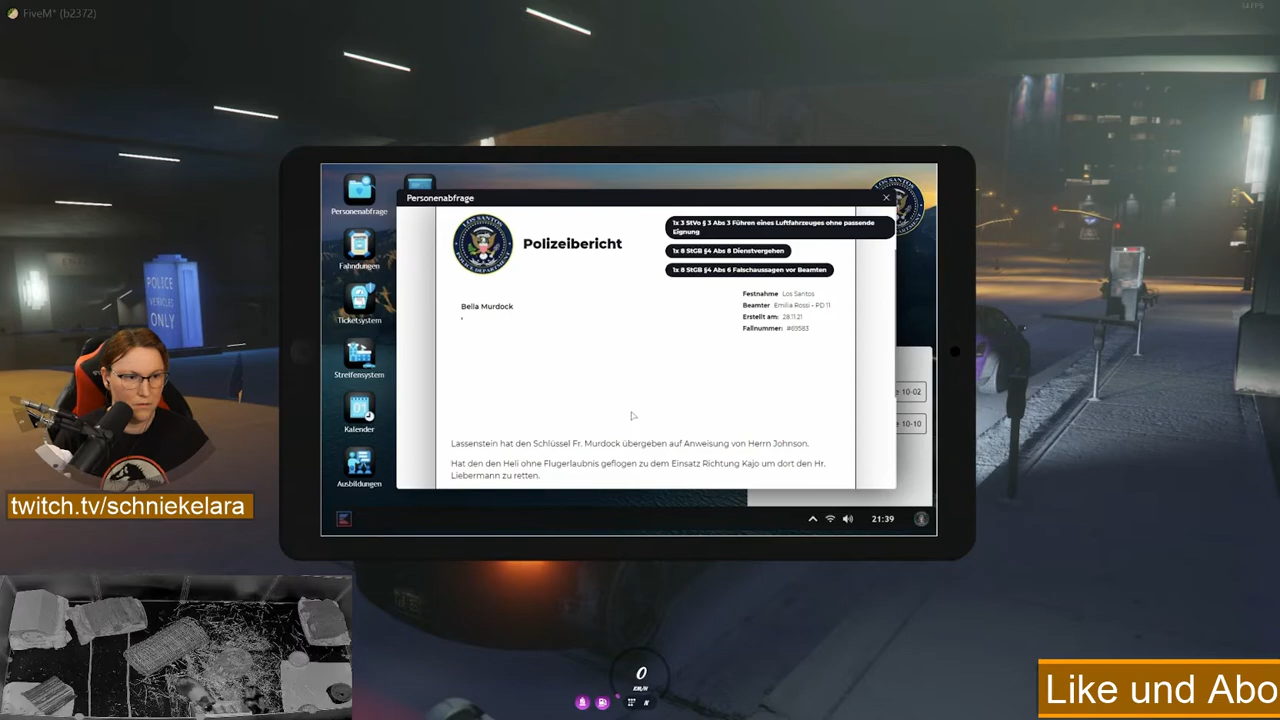 FiveM* (b2372)
POLICE
VEHICLES
ONLY
Personenabfrage
Fahndungen
Ticketsystem
Streifensystem
Kalender
Ausbildungen
Personenabfrage
Polizeibericht
1x 3 StVo § 3 Abs 3 Führen eines Luftfahrzeuges ohne passende
Eignung
1x 8 StGB §4 Abs 8 Dienstvergehen
1x 8 StGB §4 Abs 6 Falschaussagen vor Beamten
Bella Murdock
Festnahme Los Santos
Beamter Emilia Rossi - PD 11
Erstellt am: 28.11.21
Fallnummer: #69583
Lassenstein hat den Schlüssel Fr. Murdock übergeben auf Anweisung von Herrn Johnson.
Hat den den Heli ohne Flugerlaubnis geflogen zu dem Einsatz Richtung Kajo um dort den Hr.
Liebermann zu retten.
10-02
10-10
21:39
twitch.tv/schniekelara
0
KM/H
N
Like und Abo